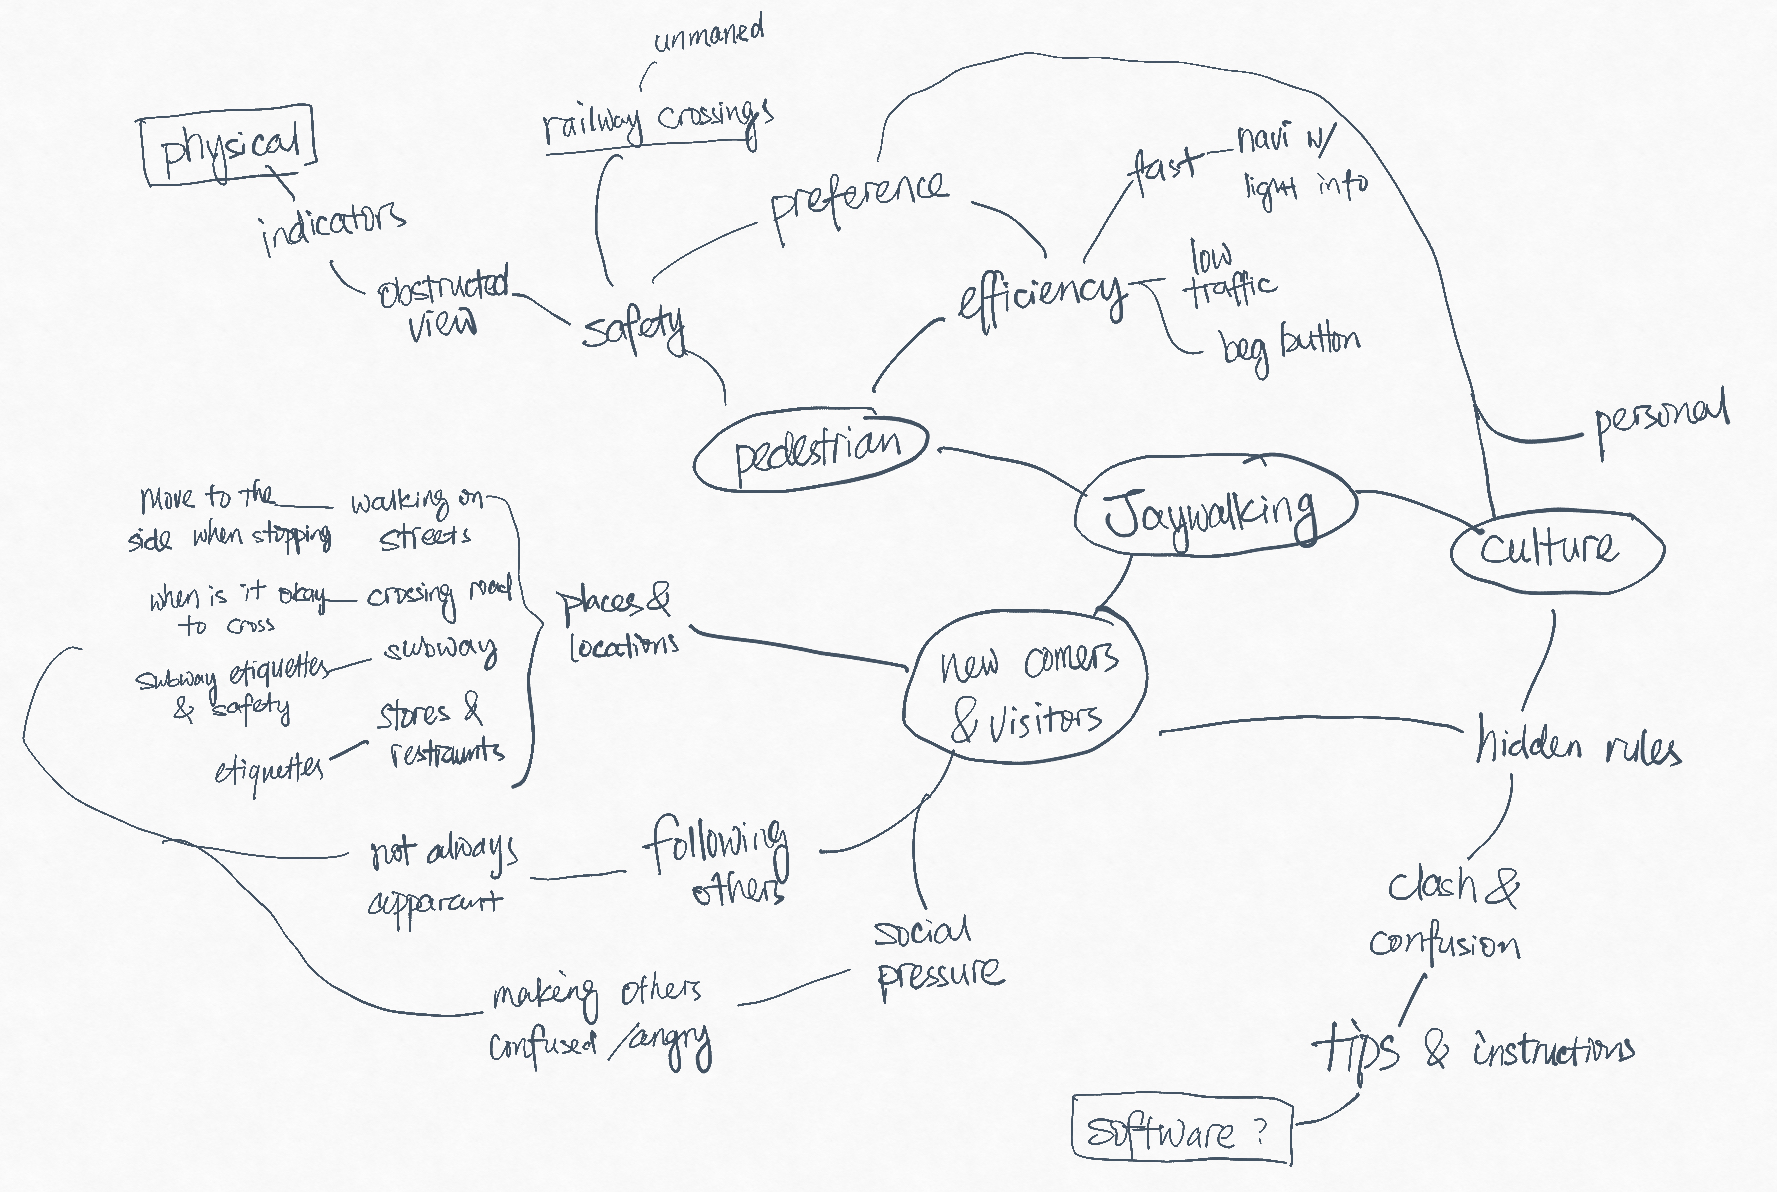 unmaned
railway crossings
physical
indicators
obstructed
view
safety
preference
fast
navi w/
light info
efficiency
low
traffic
beg button
pedestrian
Jaywalking
personal
culture
move to the
side when stopping
walking on
streets
when is it okay
to cross
crossing road
subway etiquettes
& safety
subway
etiquettes
stores &
restraunts
places &
locations
new comers
& visitors
hidden rules
not always
apparant
following
others
social
pressure
making others
confused /angry
clash &
confusion
tips & instructions
software ?